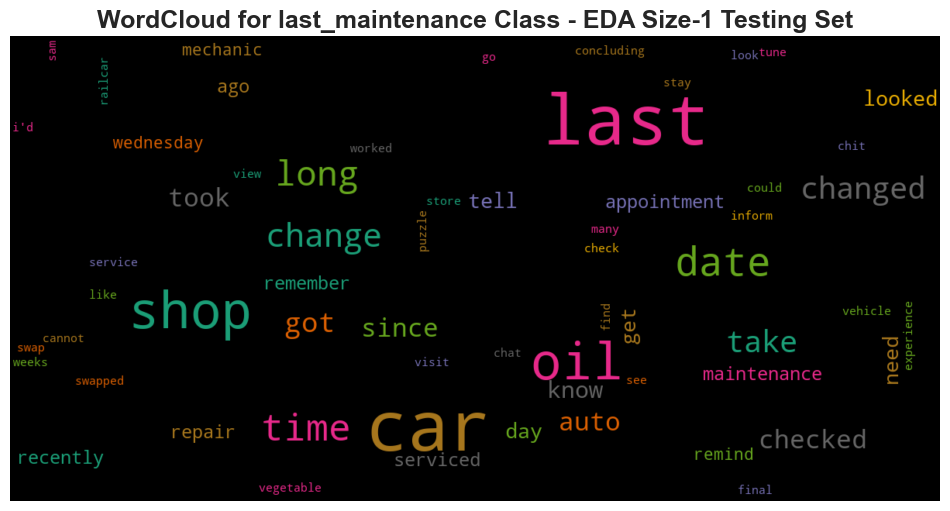 WordCloud for last_maintenance Class - EDA Size-1 Testing Set
sam
mechanic
go
concluding
look
tune
railcar
ago
stay
looked
last
i'd
wednesday
worked
chit
view
long
took
store
tell
appointment
could
changed
inform
puzzle
many
change
check
date
service
remember
like
shop
got
since
find
get
vehicle
experience
cannot
swap
weeks
swapped
visit
chat
oil
see
know
take
maintenance
need
repair
time
car
day
auto
checked
recently
serviced
remind
vegetable
final